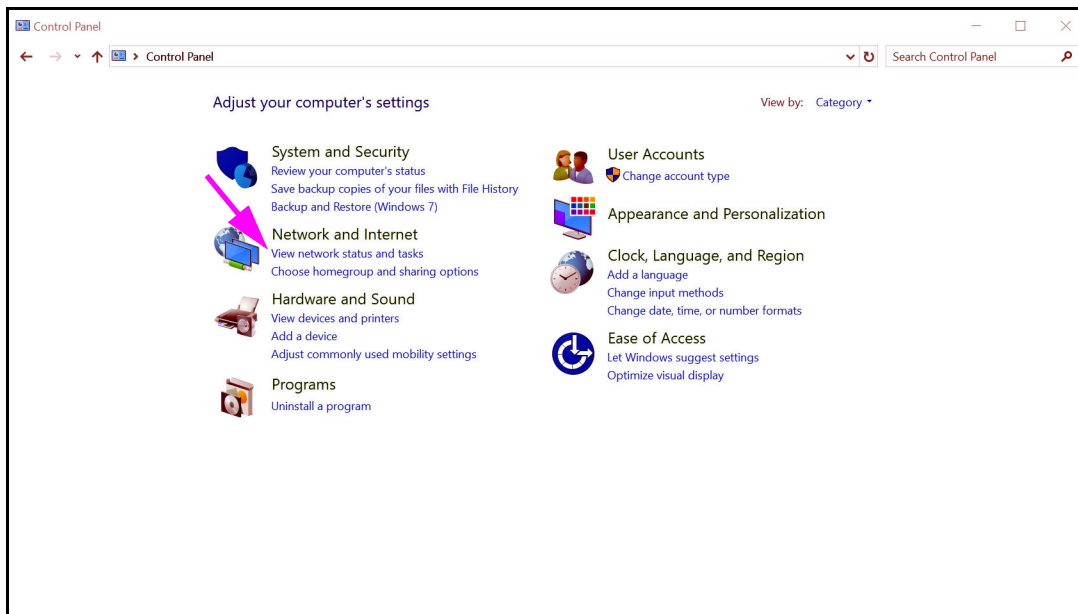 Control Panel
Control Panel
Search Control Panel
Adjust your computer's settings
View by: Category
System and Security
Review your computer's status
Save backup copies of your files with File History
Backup and Restore (Windows 7)
Network and Internet
View network status and tasks
Choose homegroup and sharing options
Hardware and Sound
View devices and printers
Add a device
Adjust commonly used mobility settings
Programs
Uninstall a program
User Accounts
Change account type
Appearance and Personalization
Clock, Language, and Region
Add a language
Change input methods
Change date, time, or number formats
Ease of Access
Let Windows suggest settings
Optimize visual display